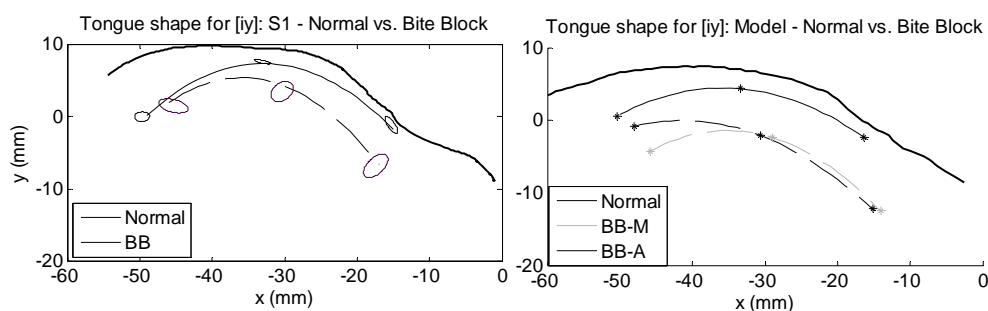 Tongue shape for [iy]: S1 - Normal vs. Bite Block
10
0
-10
-20
y (mm)
Normal
BB
-60
-50
-40
-30
-20
-10
0
x (mm)
Tongue shape for [iy]: Model - Normal vs. Bite Block
10
0
-10
-20
Normal
BB-M
BB-A
-60
-50
-40
-30
-20
-10
0
x (mm)